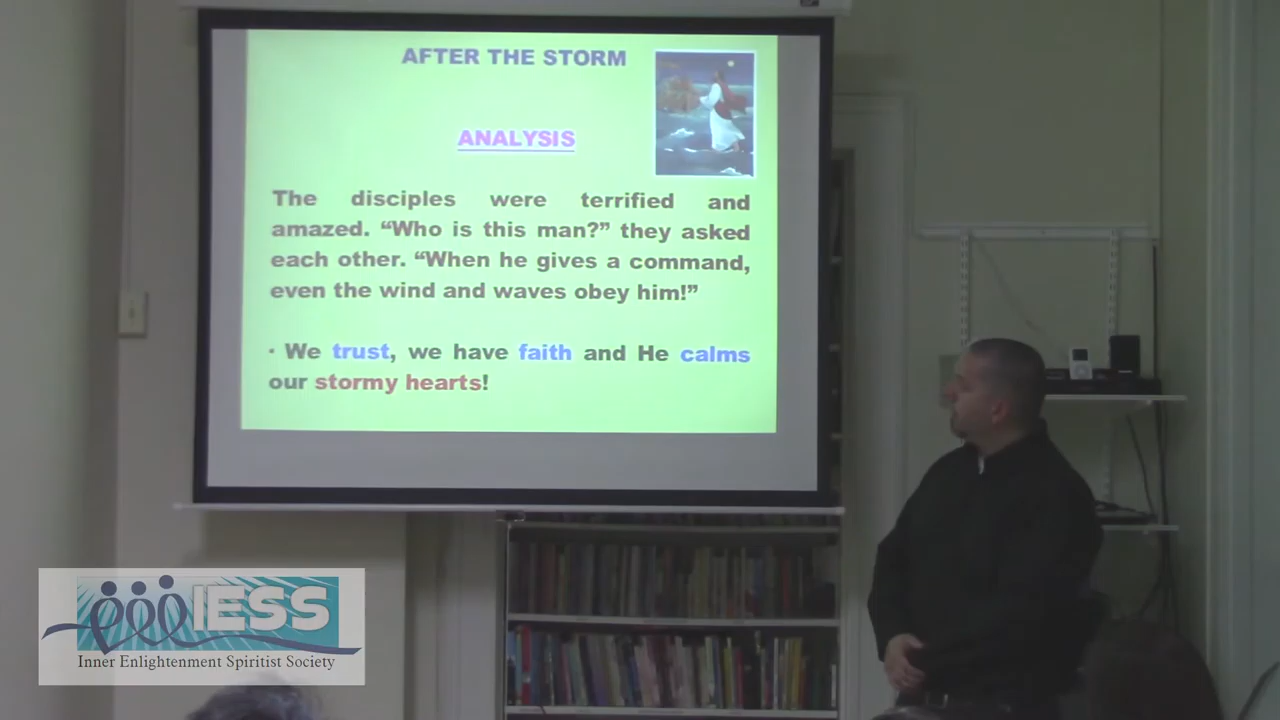 AFTER THE STORM
ANALYSIS
The disciples were terrified and
amazed. “Who is this man?” they asked
each other. “When he gives a command,
even the wind and waves obey him!”
· We trust, we have faith and He calms
our stormy hearts!
IESS
Inner Enlightenment Spiritist Society